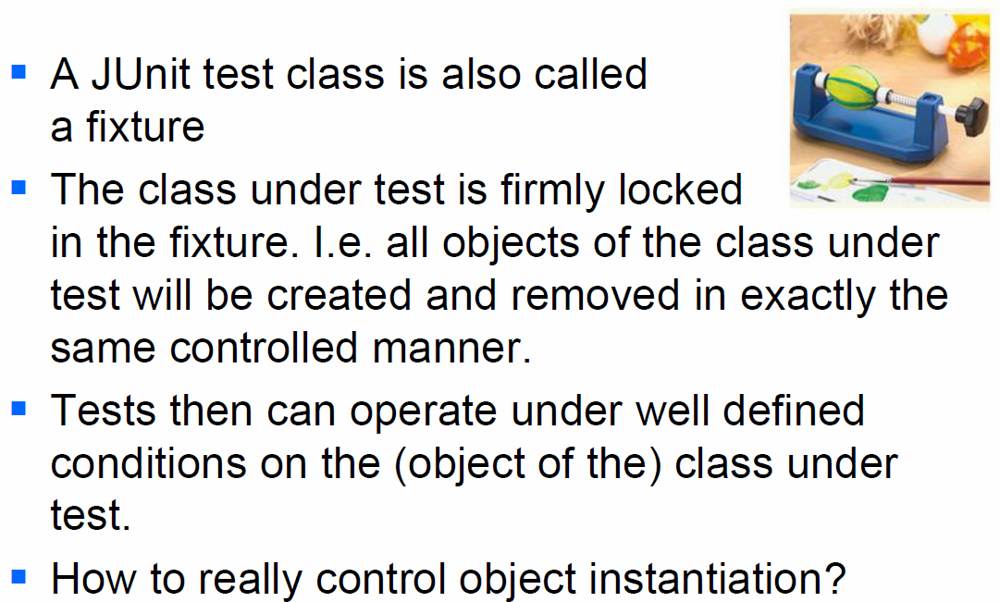 A JUnit test class is also called
a fixture
The class under test is firmly locked
in the fixture. I.e. all objects of the class under
test will be created and removed in exactly the
same controlled manner.
Tests then can operate under well defined
conditions on the (object of the) class under
test.
How to really control object instantiation?